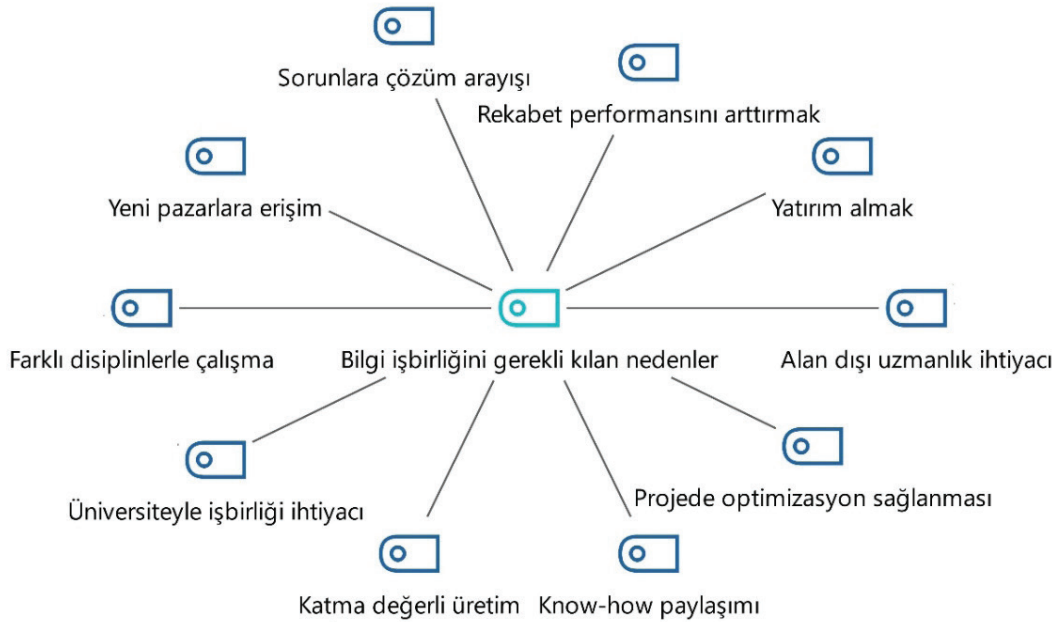 Sorunlara çözüm arayışı
Rekabet performansını arttırmak
Yeni pazarlara erişim
Yatırım almak
Farklı disiplinlerle çalışma
Bilgi işbirliğini gerekli kılan nedenler
Alan dışı uzmanlık ihtiyacı
Üniversiteyle işbirliği ihtiyacı
Projede optimizasyon sağlanması
Katma değerli üretim
Know-how paylaşımı